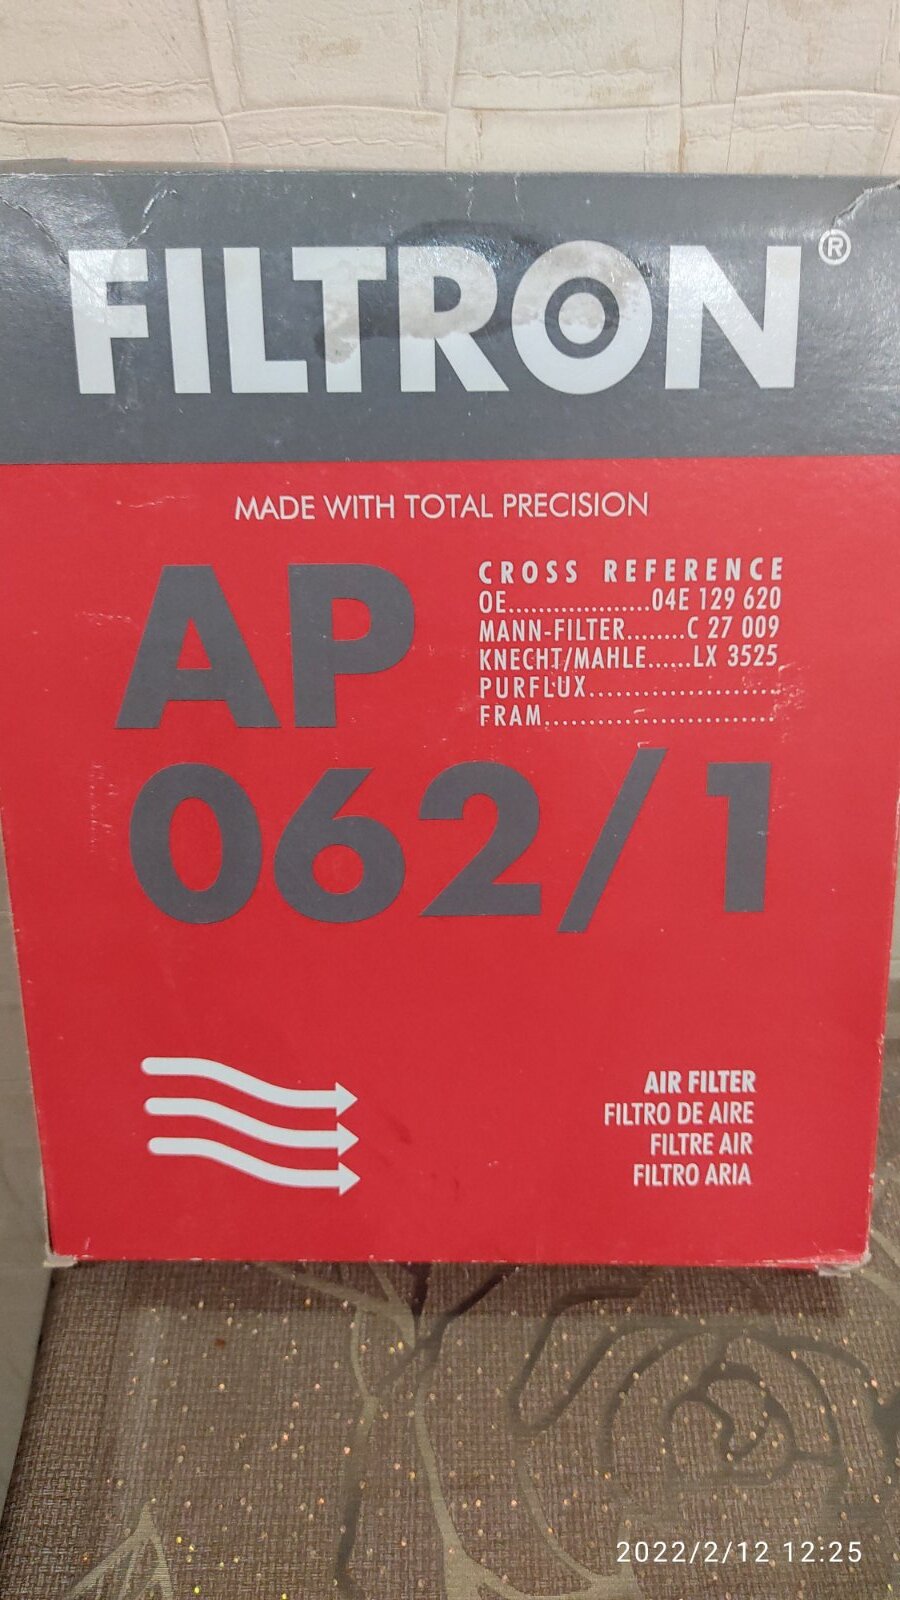 FILTRON®
MADE WITH TOTAL PRECISION
AP
062/1
CROSS REFERENCE
OE....................04E 129 620
MANN-FILTER........C 27 009
KNECHT/MAHLE......LX 3525
PURFLUX......................
FRAM..........................
AIR FILTER
FILTRO DE AIRE
FILTRE AIR
FILTRO ARIA
2022/2/12 12:25